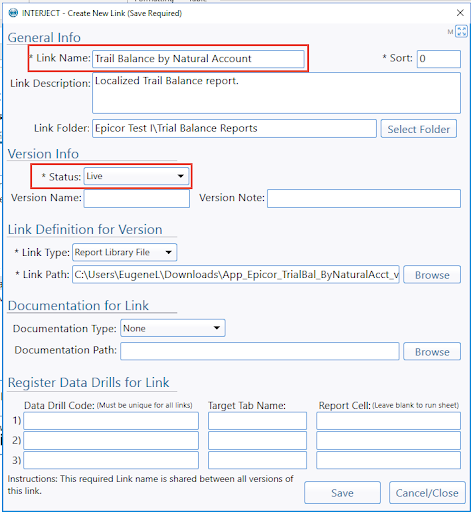 INTERJECT - Create New Link (Save Required)
General Info
M
* Link Name: Trail Balance by Natural Account * Sort: 0
Link Description: Localized Trail Balance report.
Link Folder: Epicor Test I\Trial Balance Reports Select Folder
Version Info
* Status: Live
Version Name: Version Note:
Link Definition for Version
* Link Type: Report Library File
* Link Path: C:\Users\EugeneL\Downloads\App_Epicor_TrialBal_ByNaturalAcct_v Browse
Documentation for Link
Documentation Type: None
Documentation Path: Browse
Register Data Drills for Link
Data Drill Code: (Must be unique for all links) Target Tab Name: Report Cell: (Leave blank to run sheet)
1)
2)
3)
Instructions: This required Link name is shared between all versions of
this link.
Save Cancel/Close